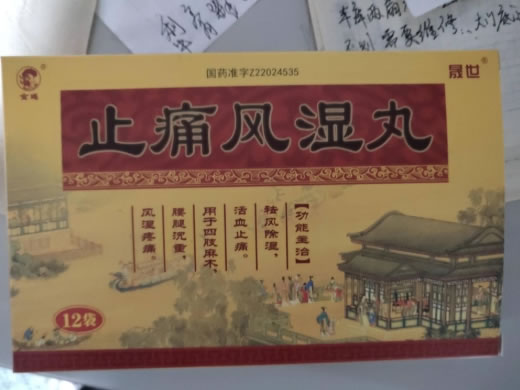 国药准字Z22024535
晟世
止痛风湿丸
【功能主治】
祛风除湿，
活血止痛。
用于四肢麻木，
腰腿沉重，
风湿疼痛。
12袋